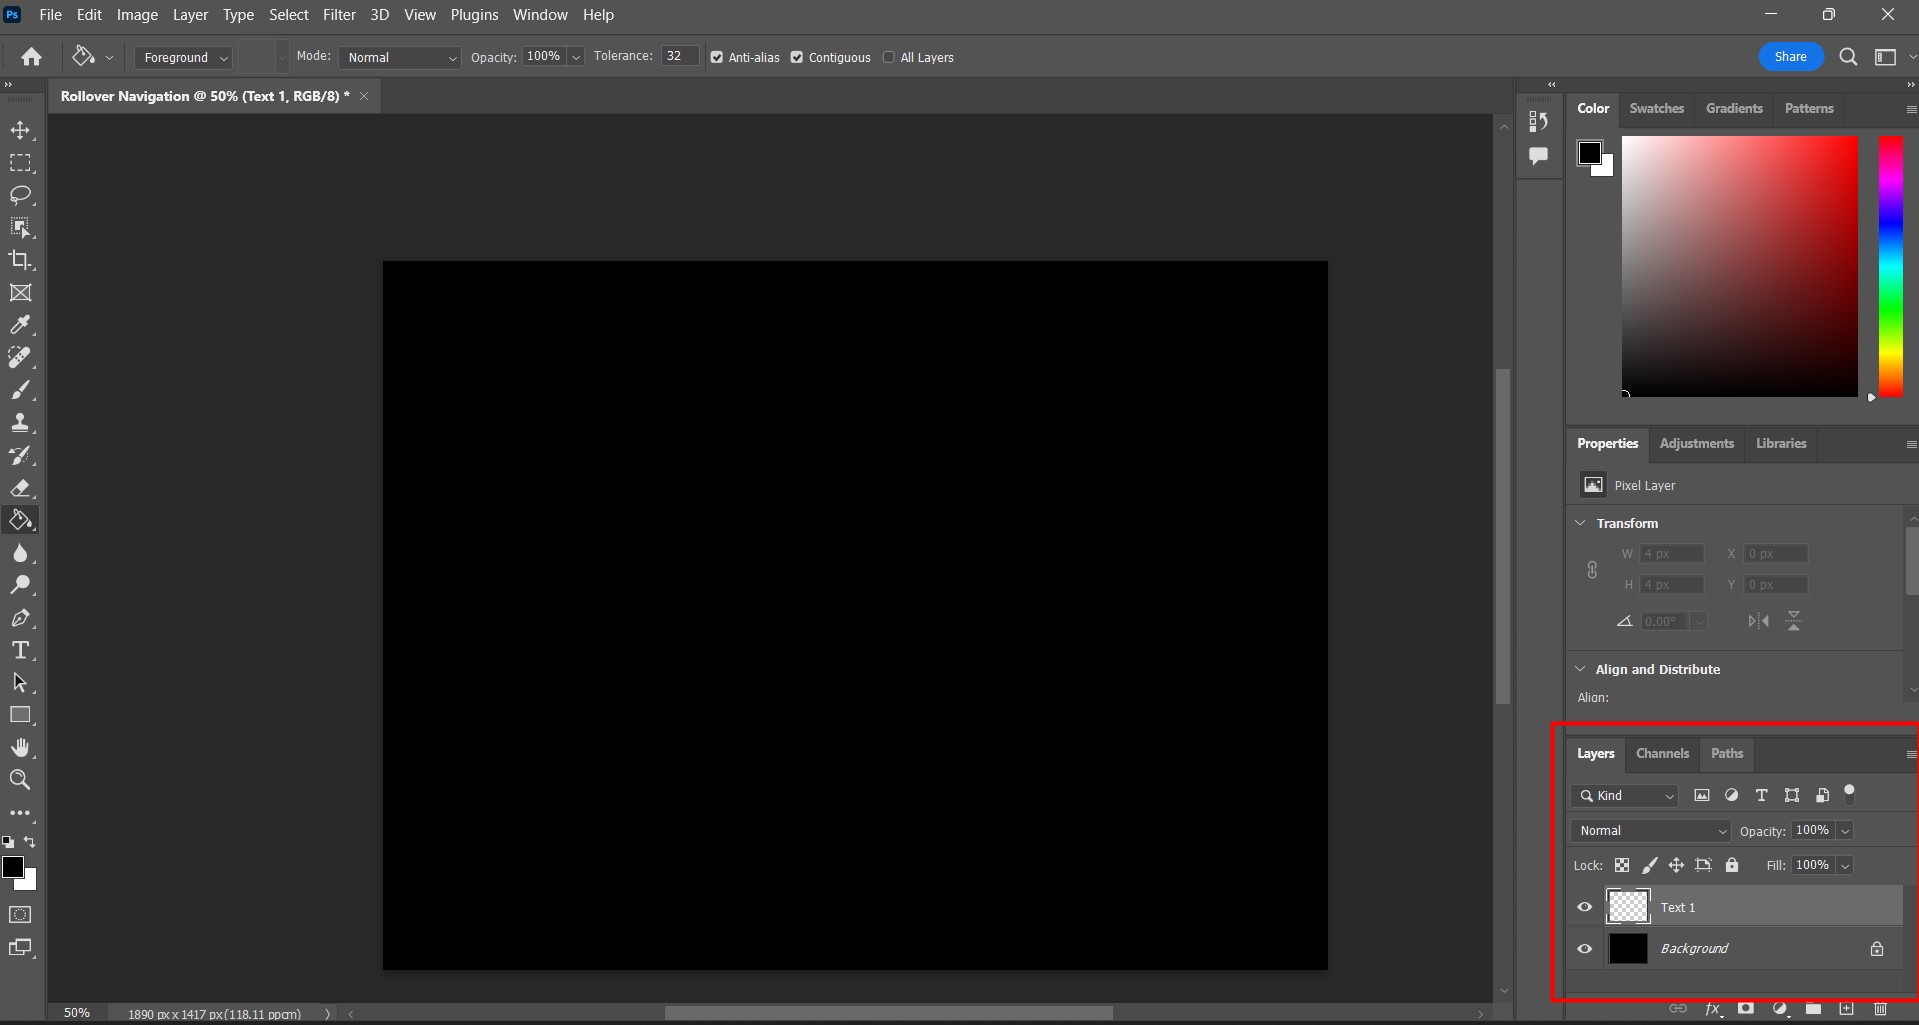 Ps File Edit Image Layer Type Select Filter 3D View Plugins Window Help
Foreground Mode: Normal Opacity: 100% Tolerance: 32 Anti-alias Contiguous All Layers Share
Rollover Navigation @ 50% (Text 1, RGB/8) *
Color Swatches Gradients Patterns
Properties Adjustments Libraries
Pixel Layer
Transform
W 4 px X 0 px
H 4 px Y 0 px
0.00°
Align and Distribute
Align:
Layers Channels Paths
Kind
Normal Opacity: 100%
Lock: Fill: 100%
Text 1
Background
fx
50% 1890 px x 1417 px (118.11 ppcm)